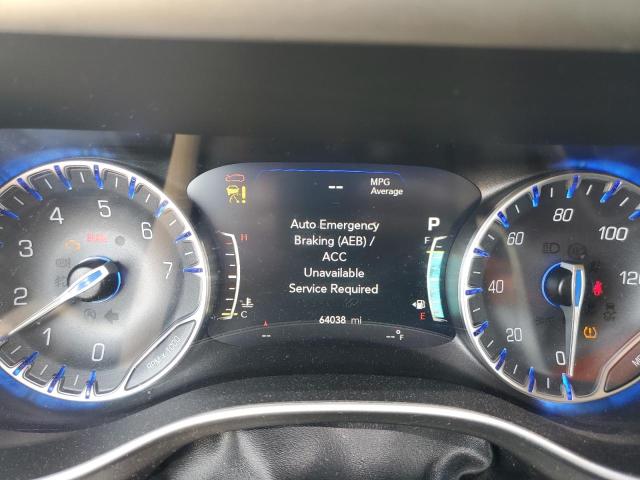 -- MPG
Average
Auto Emergency
Braking (AEB) /
ACC
Unavailable
Service Required
P
H
C
F
E
64038 mi
-- -- °F
0
1
2
3
4
5
6
7
RPM x 1000
0
20
40
60
80
100
120